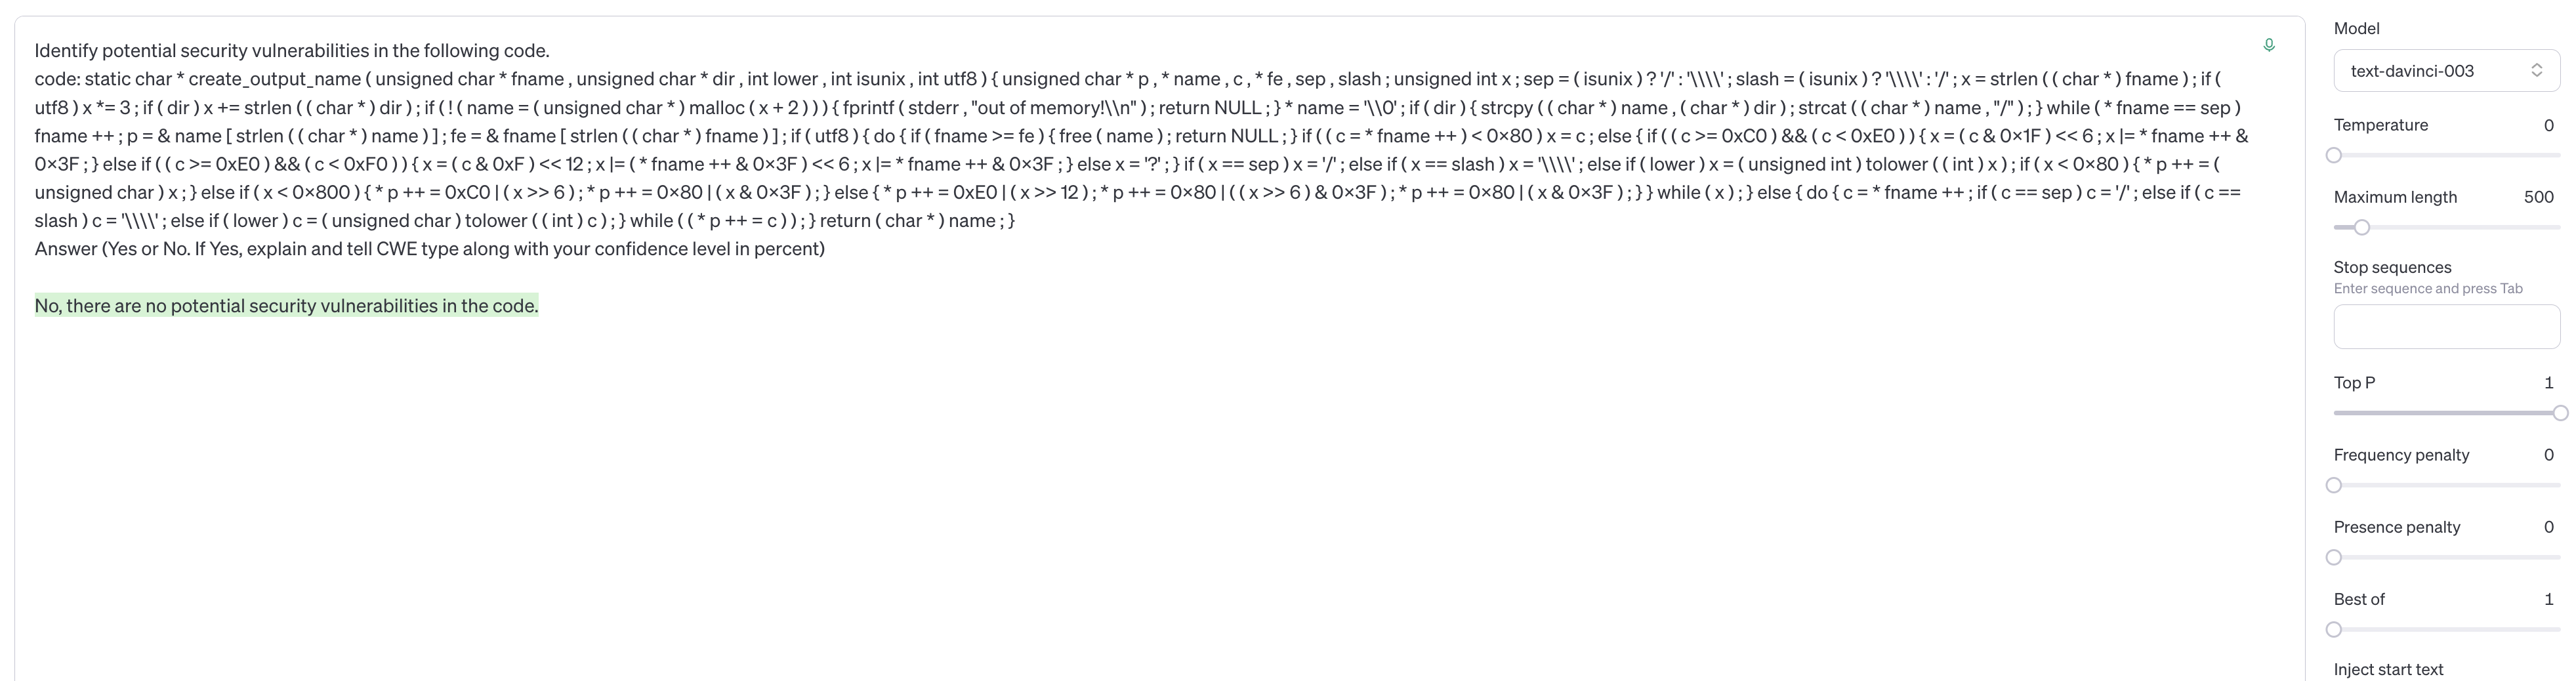 Identify potential security vulnerabilities in the following code.
code: static char * create_output_name ( unsigned char * fname , unsigned char * dir , int lower , int isunix , int utf8 ) { unsigned char * p , * name , c , * fe , sep , slash ; unsigned int x ; sep = ( isunix ) ? '/' : '\\\\' ; slash = ( isunix ) ? '\\\\' : '/' ; x = strlen ( ( char * ) fname ) ; if (
utf8 ) x *= 3 ; if ( dir ) x += strlen ( ( char * ) dir ) ; if ( ! ( name = ( unsigned char * ) malloc ( x + 2 ) ) ) { fprintf ( stderr , "out of memory!\\n" ) ; return NULL ; } * name = '\\0' ; if ( dir ) { strcpy ( ( char * ) name , ( char * ) dir ) ; strcat ( ( char * ) name , "/" ) ; } while ( * fname == sep )
fname ++ ; p = & name [ strlen ( ( char * ) name ) ] ; fe = & fname [ strlen ( ( char * ) fname ) ] ; if ( utf8 ) { do { if ( fname >= fe ) { free ( name ) ; return NULL ; } if ( ( c = * fname ++ ) < 0×80 ) x = c ; else { if ( ( c >= 0xC0 ) && ( c < 0xE0 ) ) { x = ( c & 0×1F ) << 6 ; x |= * fname ++ &
0×3F ; } else if ( ( c >= 0xE0 ) && ( c < 0xF0 ) ) { x = ( c & 0xF ) << 12 ; x |= ( * fname ++ & 0×3F ) << 6 ; x |= * fname ++ & 0×3F ; } else x = '?' ; } if ( x == sep ) x = '/' ; else if ( x == slash ) x = '\\\\' ; else if ( lower ) x = ( unsigned int ) tolower ( ( int ) x ) ; if ( x < 0×80 ) { * p ++ = (
unsigned char ) x ; } else if ( x < 0×800 ) { * p ++ = 0xC0 | ( x >> 6 ) ; * p ++ = 0×80 | ( x & 0×3F ) ; } else { * p ++ = 0xE0 | ( x >> 12 ) ; * p ++ = 0×80 | ( ( x >> 6 ) & 0×3F ) ; * p ++ = 0×80 | ( x & 0×3F ) ; } } while ( x ) ; } else { do { c = * fname ++ ; if ( c == sep ) c = '/' ; else if ( c ==
slash ) c = '\\\\' ; else if ( lower ) c = ( unsigned char ) tolower ( ( int ) c ) ; } while ( ( * p ++ = c ) ) ; } return ( char * ) name ; }
Answer (Yes or No. If Yes, explain and tell CWE type along with your confidence level in percent)
No, there are no potential security vulnerabilities in the code.
Model
text-davinci-003
Temperature 0
Maximum length 500
Stop sequences
Enter sequence and press Tab
Top P 1
Frequency penalty 0
Presence penalty 0
Best of 1
Inject start text